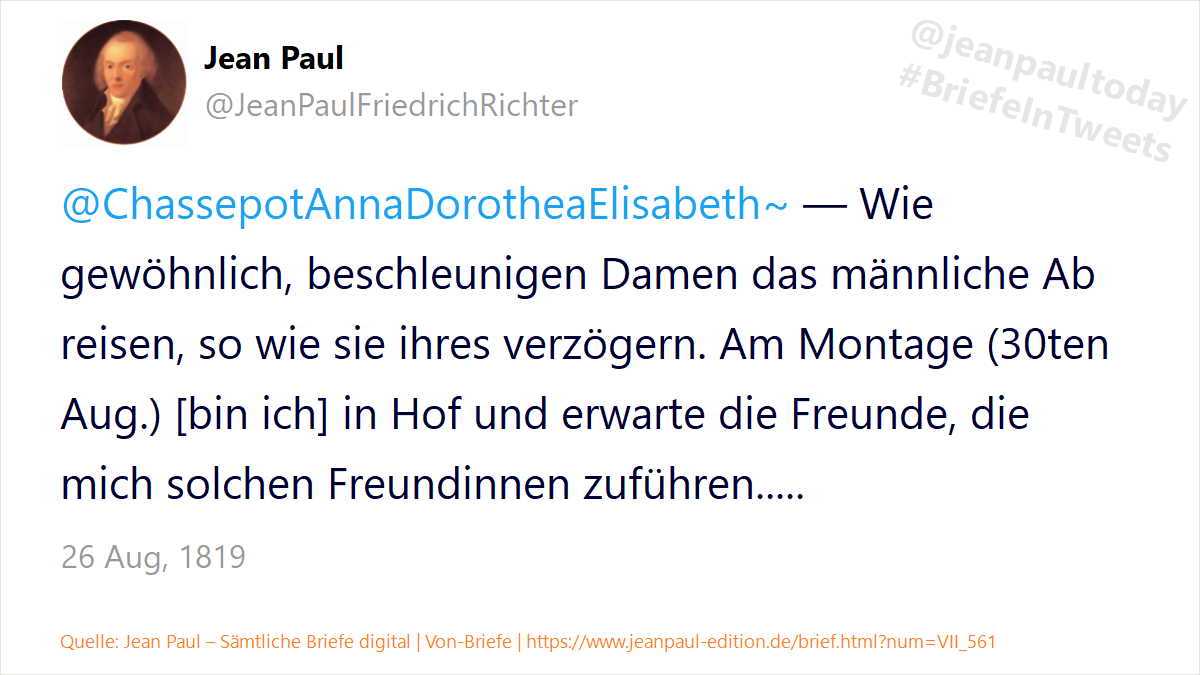 Jean Paul
@JeanPaulFriedrichRichter
@jeanpaultoday
#BriefeInTweets
@ChassepotAnnaDorotheaElisabeth~ — Wie
gewöhnlich, beschleunigen Damen das männliche Ab
reisen, so wie sie ihres verzögern. Am Montage (30ten
Aug.) [bin ich] in Hof und erwarte die Freunde, die
mich solchen Freundinnen zuführen.....
26 Aug, 1819
Quelle: Jean Paul – Sämtliche Briefe digital | Von-Briefe | https://www.jeanpaul-edition.de/brief.html?num=VII_561